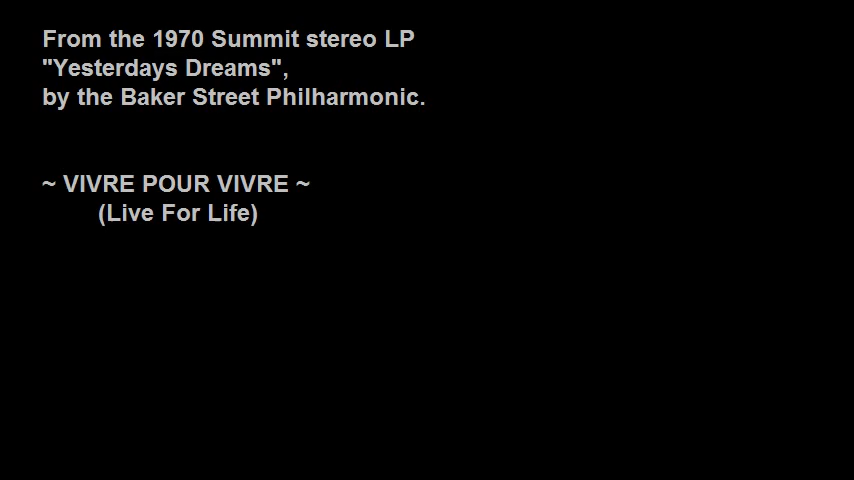 From the 1970 Summit stereo LP
"Yesterdays Dreams",
by the Baker Street Philharmonic.
~ VIVRE POUR VIVRE ~
(Live For Life)